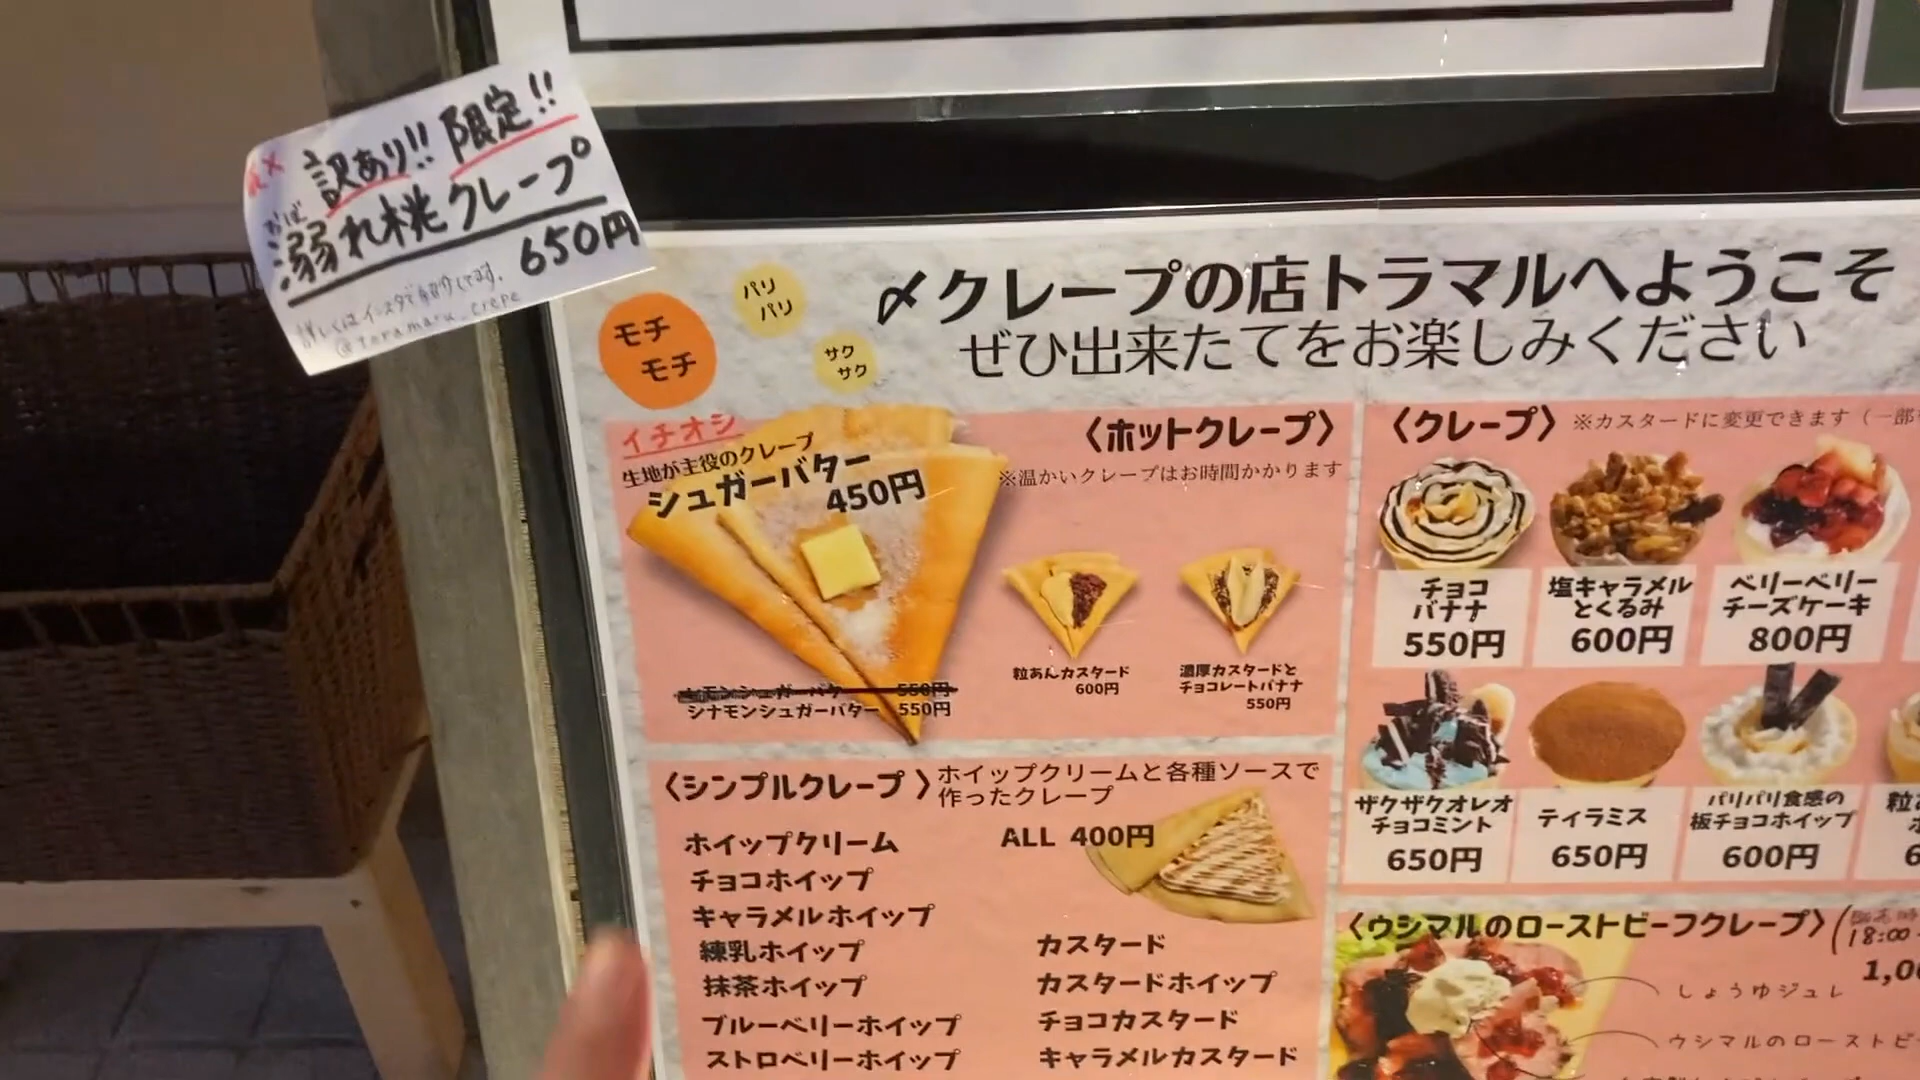 訳あり!! 限定!!
おぼ
溺れ桃クレープ
650円
詳しくはインスタで紹介してます。
@toramaru_crepe
〆クレープの店トラマルへようこそ
ぜひ出来たてをお楽しみください
モチ
モチ
パリ
パリ
サク
サク
イチオシ
生地が主役のクレープ
シュガーバター
450円
レモンシュガーバター 550円
シナモンシュガーバター 550円
〈ホットクレープ〉
※温かいクレープはお時間かかります
粒あんカスタード
600円
濃厚カスタードと
チョコレートバナナ
550円
〈シンプルクレープ〉
ホイップクリームと各種ソースで
作ったクレープ
ALL 400円
ホイップクリーム
チョコホイップ
キャラメルホイップ
練乳ホイップ
抹茶ホイップ
ブルーベリーホイップ
ストロベリーホイップ
カスタード
カスタードホイップ
チョコカスタード
キャラメルカスタード
〈クレープ〉
※カスタードに変更できます（一部
チョコ
バナナ
550円
塩キャラメル
とくるみ
600円
ベリーベリー
チーズケーキ
800円
ザクザクオレオ
チョコミント
650円
ティラミス
650円
パリパリ食感の
板チョコホイップ
600円
〈ウシマルのローストビーフクレープ〉
18:00
しょうゆジュレ
ウシマルのローストビー